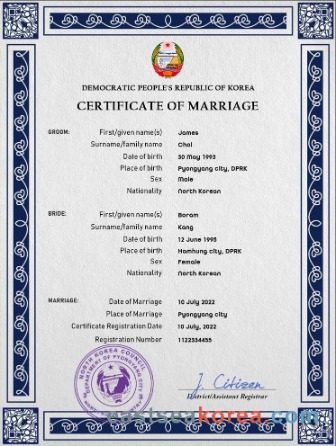 DEMOCRATIC PEOPLE'S REPUBLIC OF KOREA
CERTIFICATE OF MARRIAGE
GROOM: First/given name(s) James
Surname/family name Choi
Date of birth 30 May 1993
Place of birth Pyongyang city, DPRK
Sex Male
Nationality North Korean
BRIDE: First/given name(s) Boram
Surname/family name Kang
Date of birth 12 June 1995
Place of birth Hamhung city, DPRK
Sex Female
Nationality North Korean
MARRIAGE: Date of Marriage 10 July 2022
Place of Marriage Pyongyang city
Certificate Registration Date 10 July, 2022
Registration Number 1122334455
NORTH KOREA COUNCIL
DEPARTMENT OF PYONGYANG CITY
J. Citizen
District/Assistant Registrar
korea.com